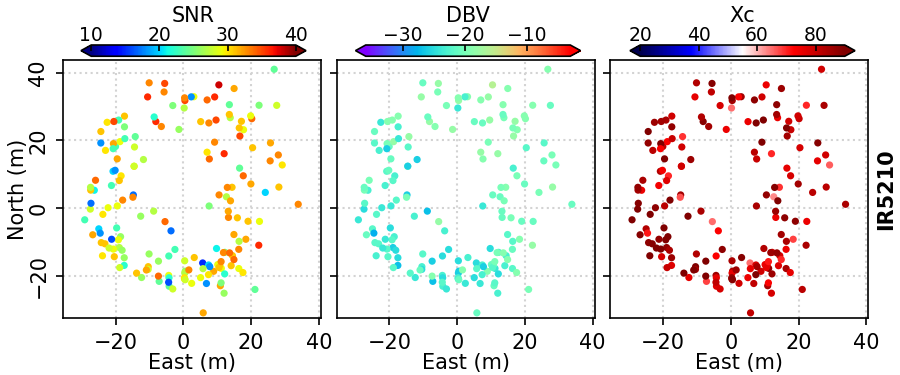 SNR DBV Xc
10 20 30 40 −30 −20 −10 20 40 60 80
40
20
0
−20
North (m)
IR5210
−20 0 20 40 −20 0 20 40 −20 0 20 40
East (m) East (m) East (m)